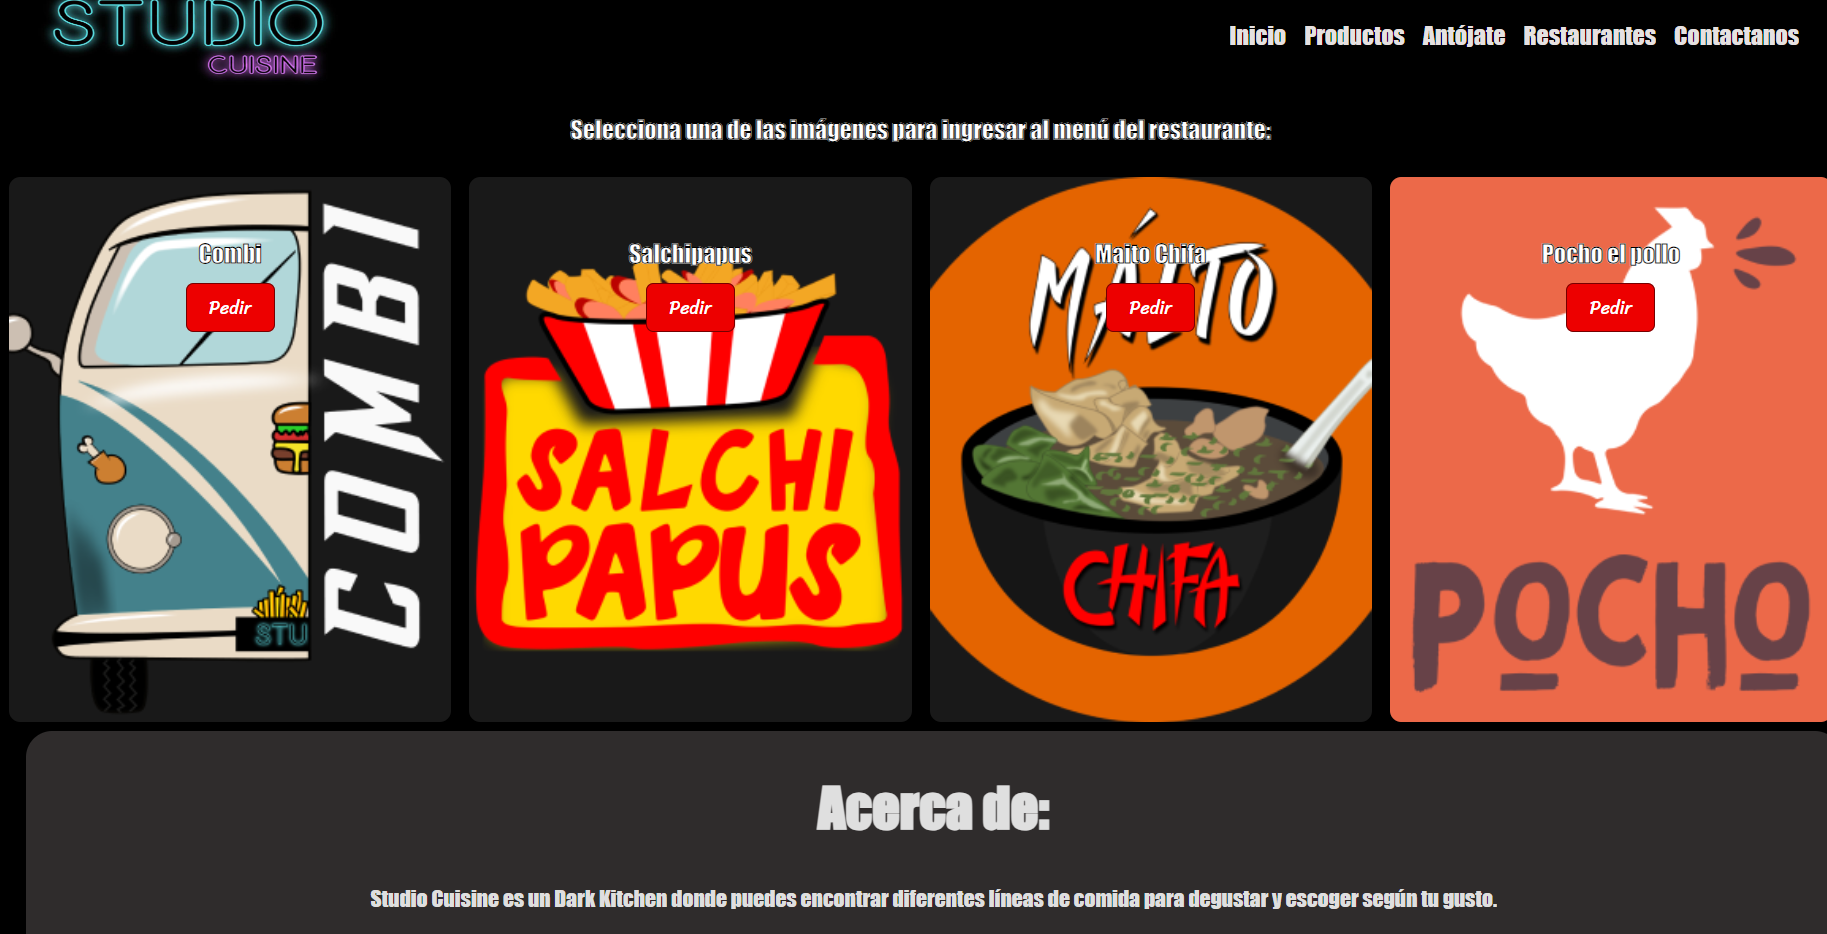 STUDIO
CUISINE
Inicio Productos Antójate Restaurantes Contactanos
Selecciona una de las imágenes para ingresar al menú del restaurante:
Combi
Pedir
COMBI
STU
Salchipapus
Pedir
SALCHI
PAPUS
Maito Chifa
Pedir
MÁITO
CHIFA
Pocho el pollo
Pedir
POCHO
Acerca de:
Studio Cuisine es un Dark Kitchen donde puedes encontrar diferentes líneas de comida para degustar y escoger según tu gusto.